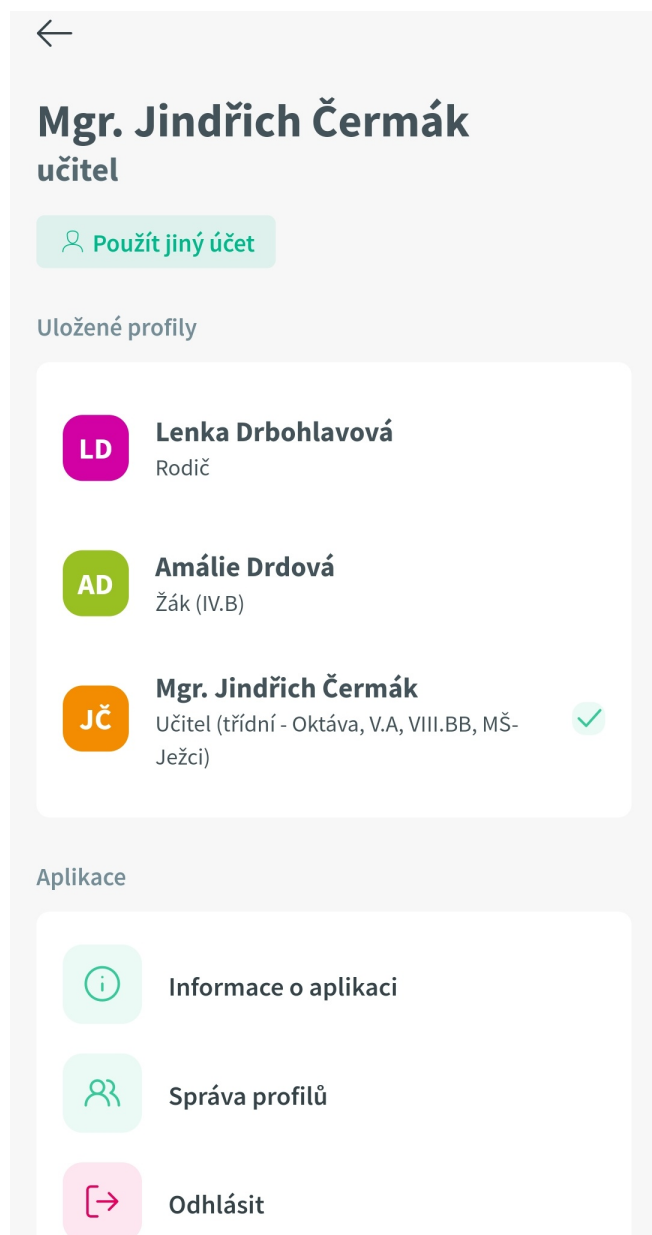 Mgr. Jindřich Čermák
učitel
Použít jiný účet
Uložené profily
LD
Lenka Drbohlavová
Rodič
AD
Amálie Drdová
Žák (IV.B)
JČ
Mgr. Jindřich Čermák
Učitel (třídní - Oktáva, V.A, VIII.BB, MŠ-
Ježci)
Aplikace
Informace o aplikaci
Správa profilů
Odhlásit